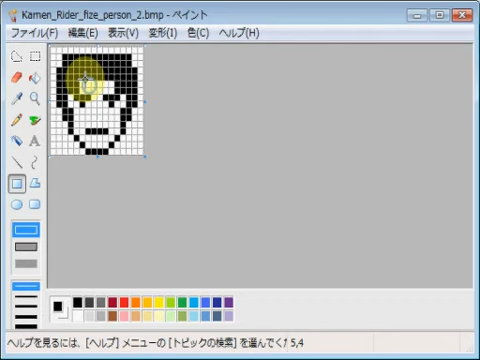 Kamen_Rider_fize_person_2.bmp - ペイント
ファイル(F) 編集(E) 表示(V) 変形(I) 色(C) ヘルプ(H)
A
ヘルプを見るには、[ヘルプ] メニューの [トピックの検索] を選んでく 5,4